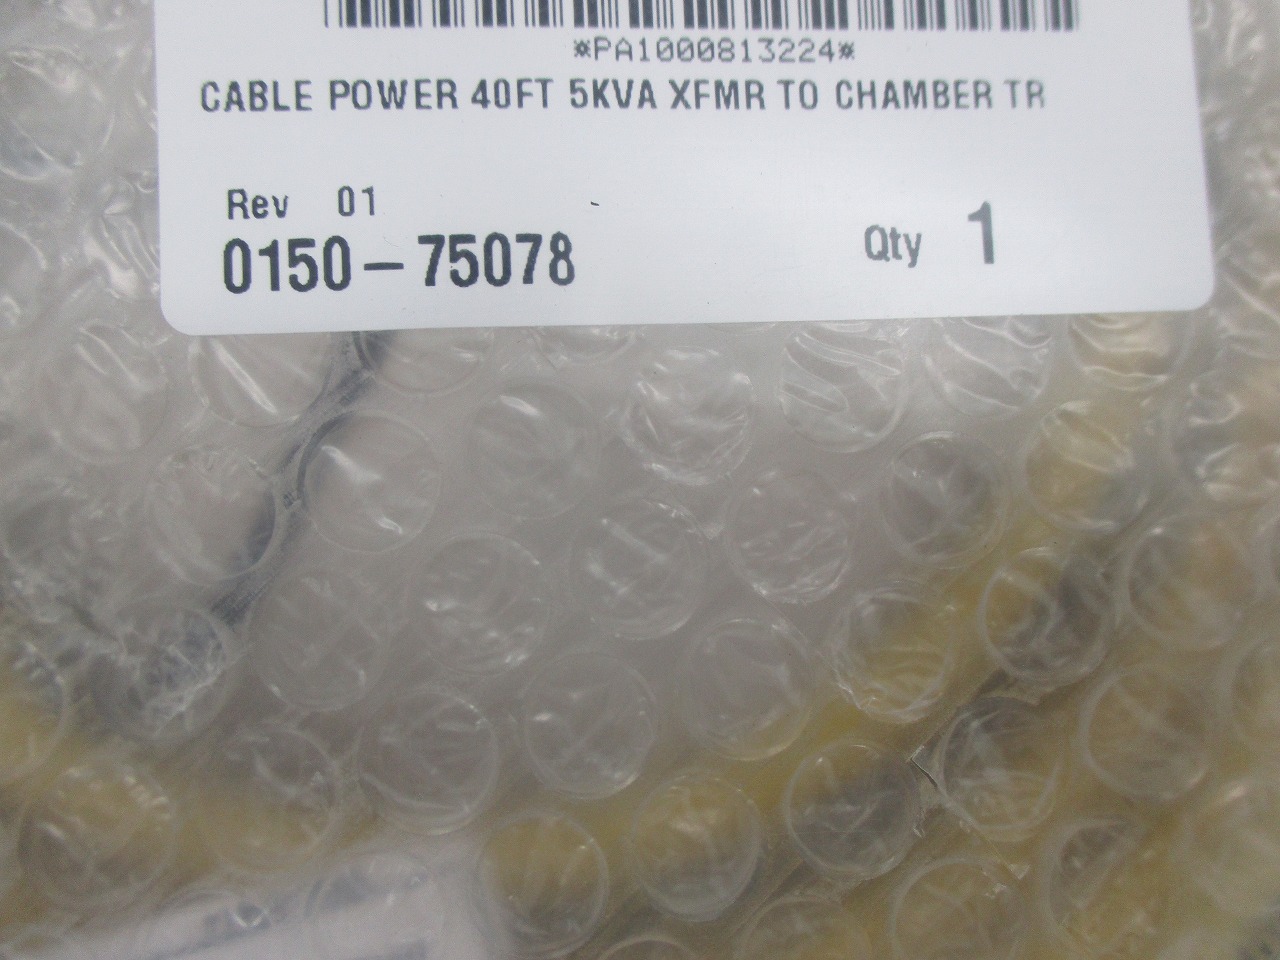 *PA1000813224*
CABLE POWER 40FT 5KVA XFMR TO CHAMBER TR
Rev 01
0150-75078
Qty 1